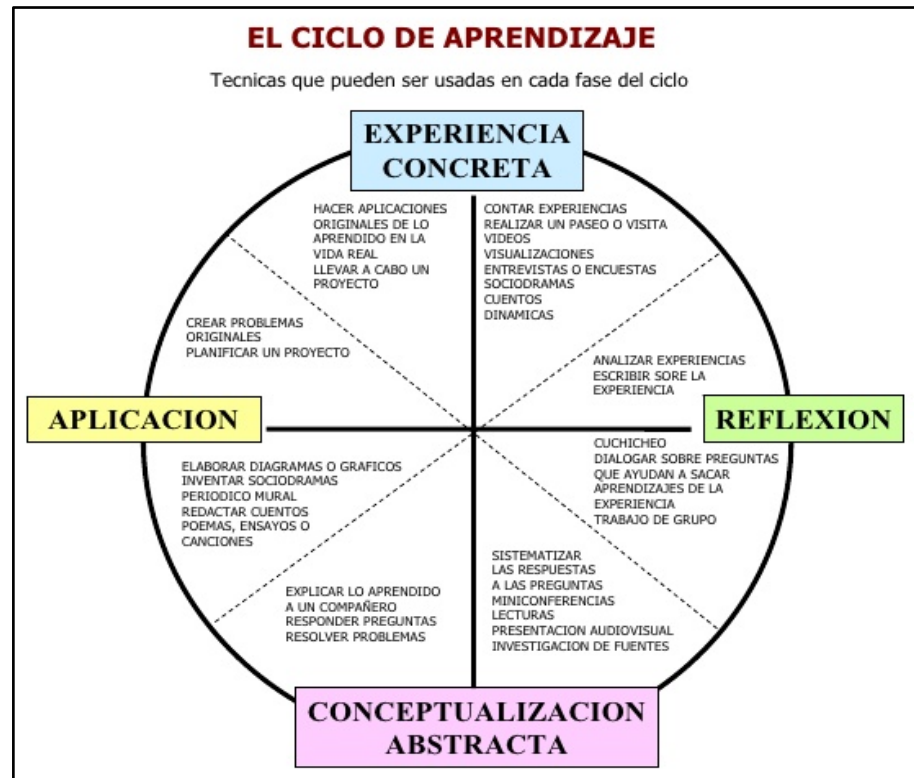 EL CICLO DE APRENDIZAJE
Tecnicas que pueden ser usadas en cada fase del ciclo
EXPERIENCIA
CONCRETA
HACER APLICACIONES
ORIGINALES DE LO
APRENDIDO EN LA
VIDA REAL
LLEVAR A CABO UN
PROYECTO
CONTAR EXPERIENCIAS
REALIZAR UN PASEO O VISITA
VIDEOS
VISUALIZACIONES
ENTREVISTAS O ENCUESTAS
SOCIODRAMAS
CUENTOS
DINAMICAS
CREAR PROBLEMAS
ORIGINALES
PLANIFICAR UN PROYECTO
ANALIZAR EXPERIENCIAS
ESCRIBIR SORE LA
EXPERIENCIA
APLICACION
REFLEXION
ELABORAR DIAGRAMAS O GRAFICOS
INVENTAR SOCIODRAMAS
PERIODICO MURAL
REDACTAR CUENTOS
POEMAS, ENSAYOS O
CANCIONES
CUCHICHEO
DIALOGAR SOBRE PREGUNTAS
QUE AYUDAN A SACAR
APRENDIZAJES DE LA
EXPERIENCIA
TRABAJO DE GRUPO
EXPLICAR LO APRENDIDO
A UN COMPAÑERO
RESPONDER PREGUNTAS
RESOLVER PROBLEMAS
SISTEMATIZAR
LAS RESPUESTAS
A LAS PREGUNTAS
MINICONFERENCIAS
LECTURAS
PRESENTACION AUDIOVISUAL
INVESTIGACION DE FUENTES
CONCEPTUALIZACION
ABSTRACTA